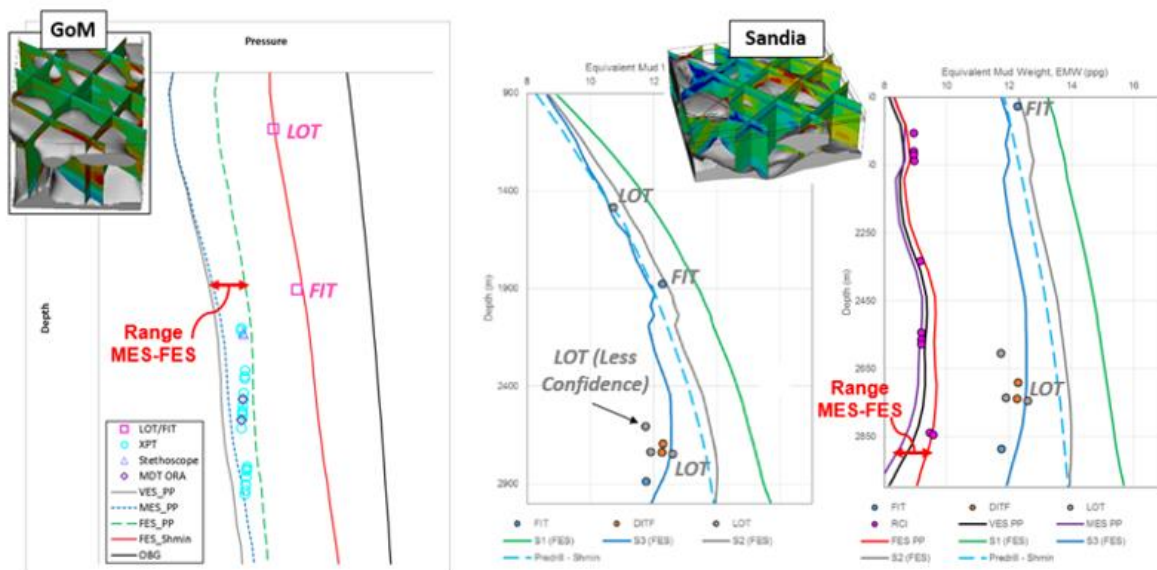 GoM
Pressure
LOT
FIT
Range
MES-FES
Depth
LOT/FIT
XPT
Stethoscope
MDT ORA
VES_PP
MES_PP
FES_PP
FES_Shmin
OBG
Sandia
Equivalent Mud
8 10 12
900
1400
1900
2400
2900
Depth (m)
LOT
FIT
LOT (Less
Confidence)
LOT
FIT DITF LOT
S1 (FES) S3 (FES) S2 (FES)
Predrill - Shmin
Equivalent Mud Weight, EMW (ppg)
8 10 12 14 16
2250
2450
2650
2850
Depth (m)
FIT
LOT
Range
MES-FES
FIT DITF LOT
RCI VES PP MES PP
FES PP S1 (FES) S3 (FES)
S2 (FES) Predrill - Shmin